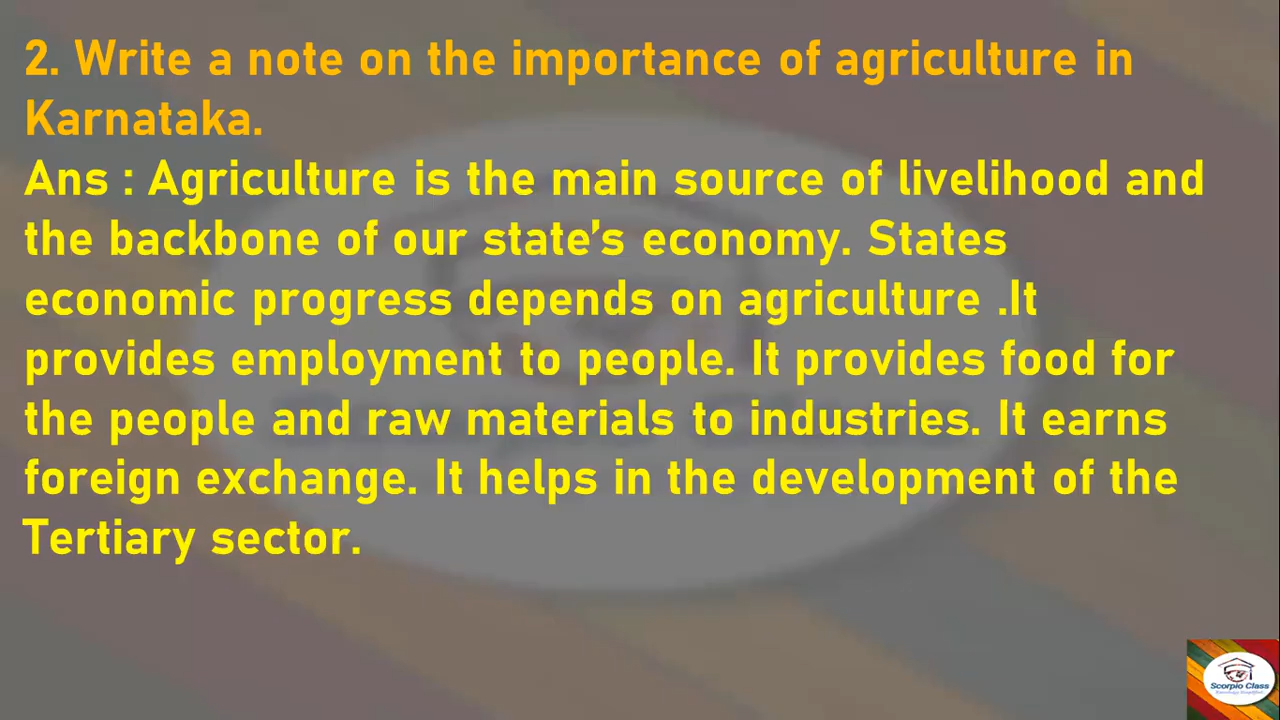 2. Write a note on the importance of agriculture in
Karnataka.
Ans : Agriculture is the main source of livelihood and
the backbone of our state's economy. States
economic progress depends on agriculture .It
provides employment to people. It provides food for
the people and raw materials to industries. It earns
foreign exchange. It helps in the development of the
Tertiary sector.
Scorpio Class